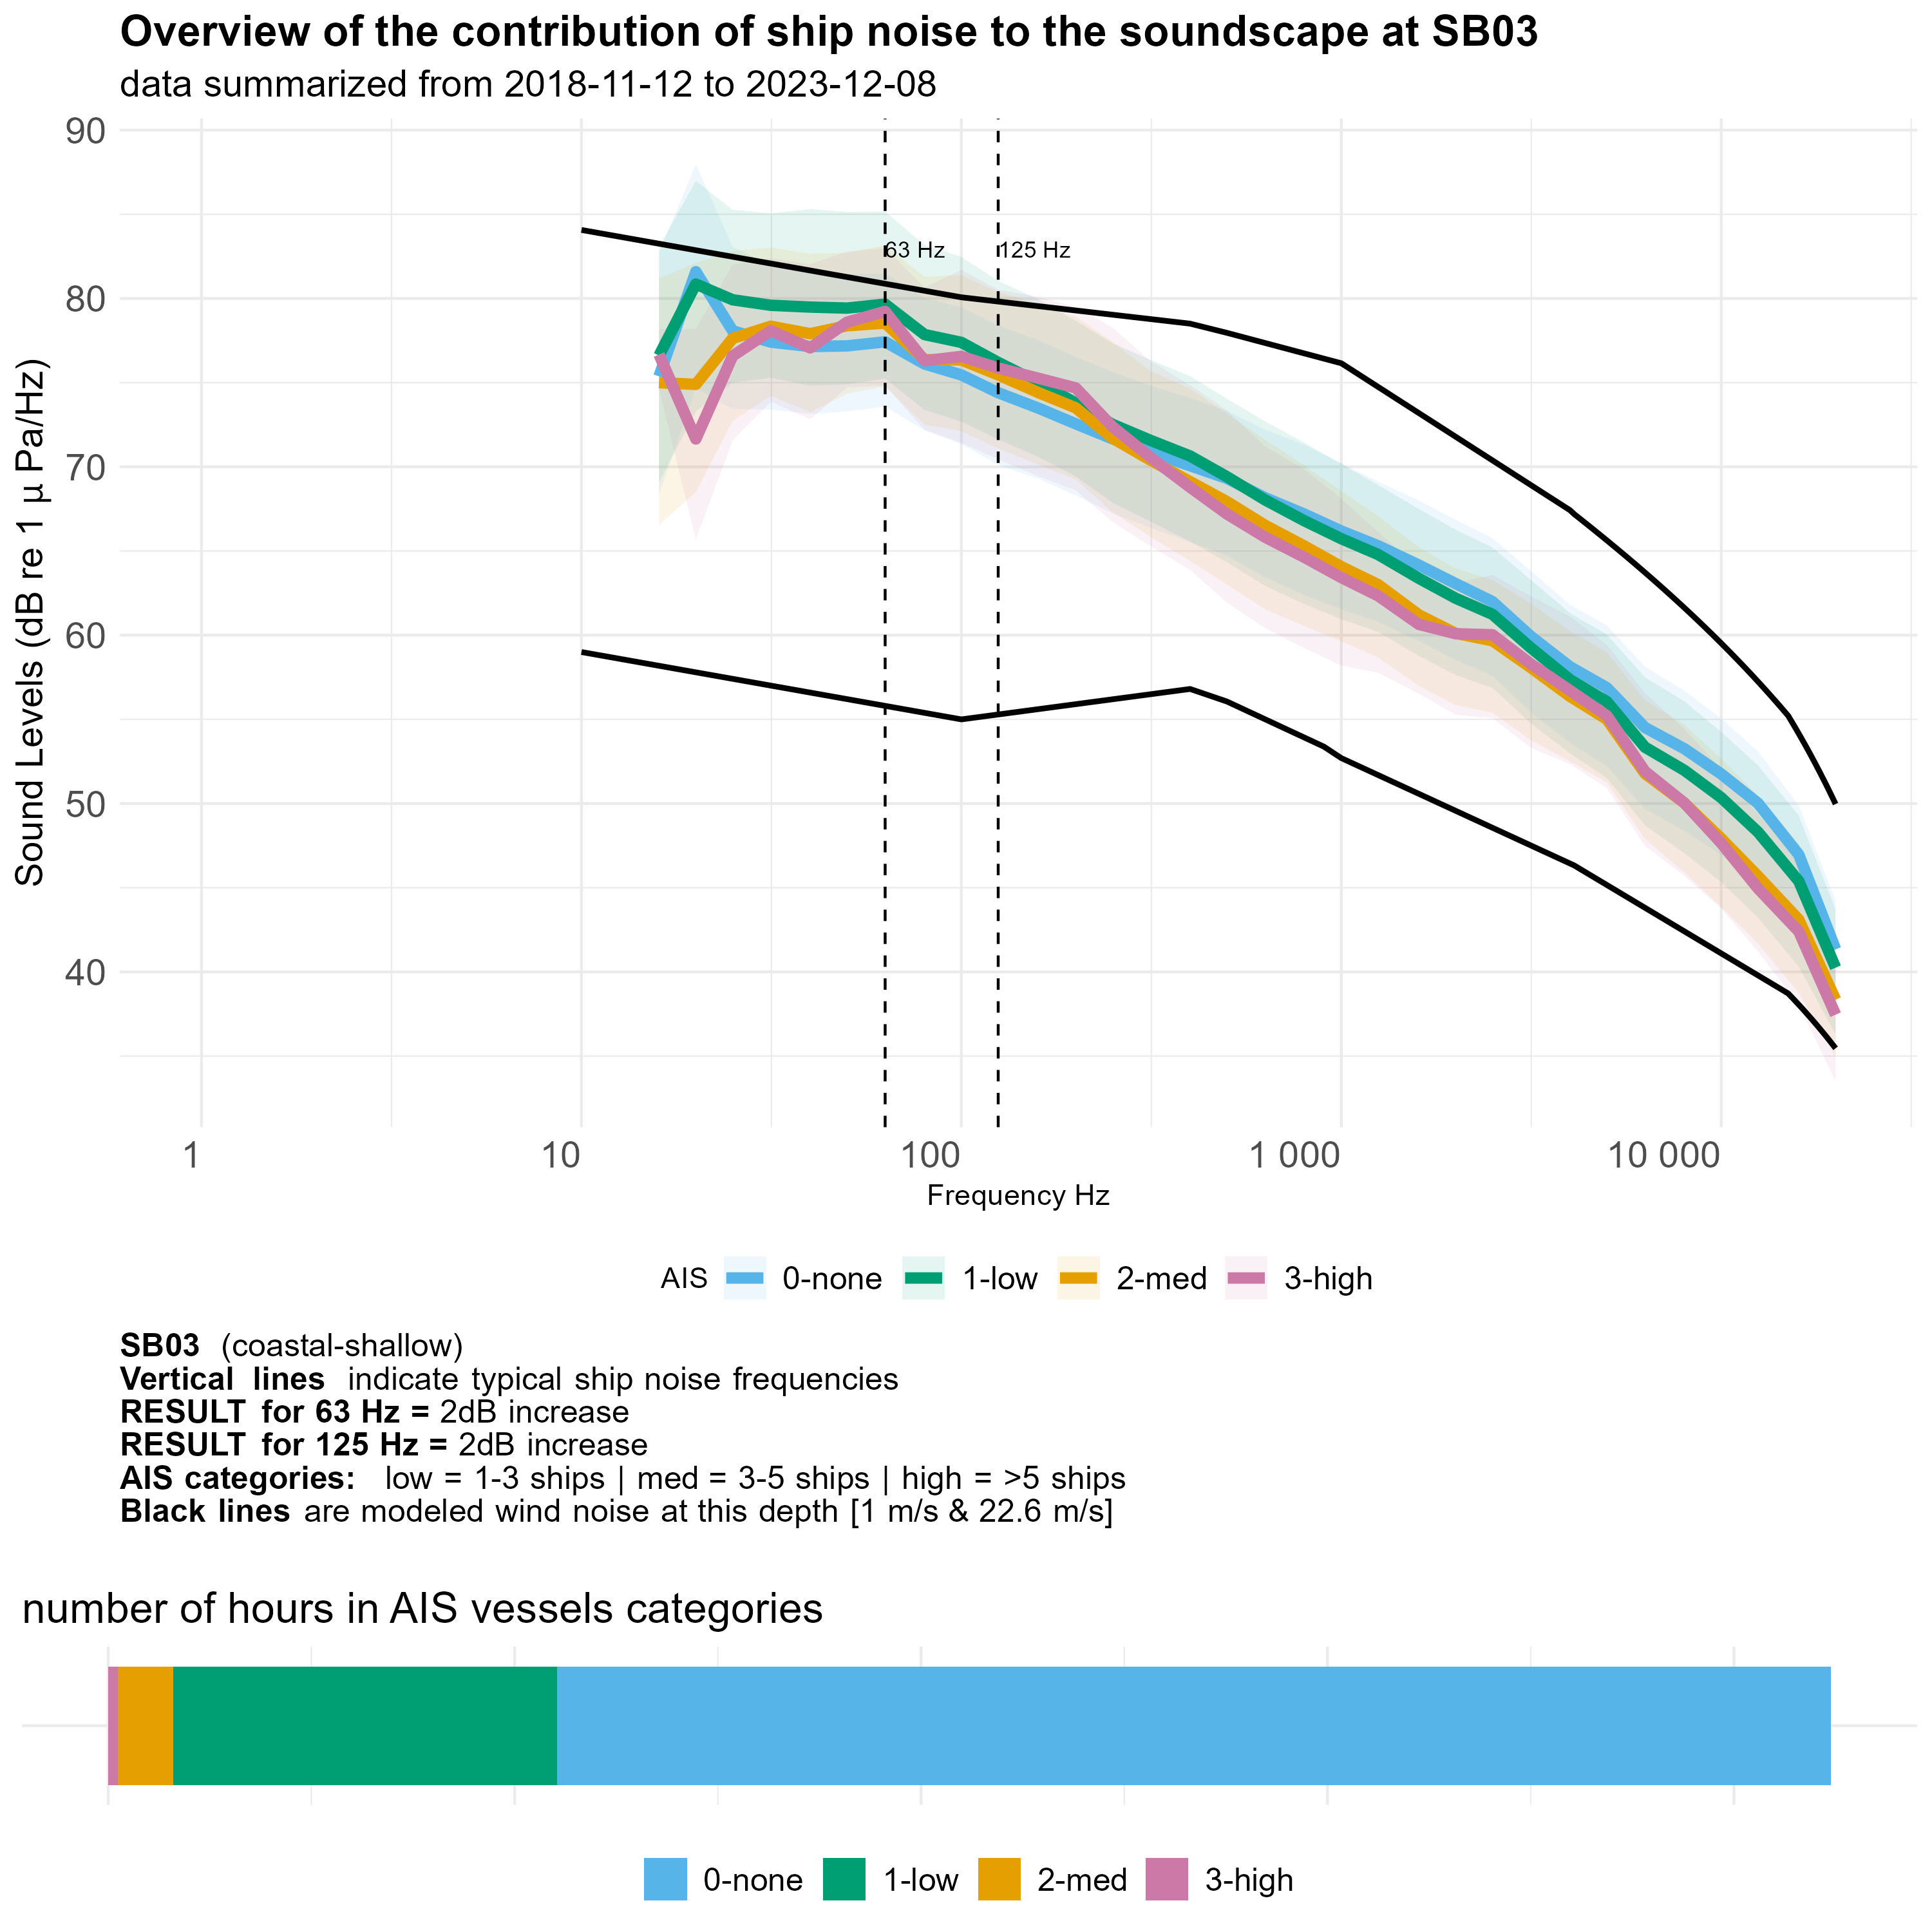 Overview of the contribution of ship noise to the soundscape at SB03
data summarized from 2018-11-12 to 2023-12-08
90
80
70
60
50
40
Sound Levels (dB re 1 µ Pa/Hz)
63 Hz
125 Hz
1
10
100
1 000
10 000
Frequency Hz
AIS 0-none 1-low 2-med 3-high
SB03 (coastal-shallow)
Vertical lines indicate typical ship noise frequencies
RESULT for 63 Hz = 2dB increase
RESULT for 125 Hz = 2dB increase
AIS categories: low = 1-3 ships | med = 3-5 ships | high = >5 ships
Black lines are modeled wind noise at this depth [1 m/s & 22.6 m/s]
number of hours in AIS vessels categories
0-none 1-low 2-med 3-high